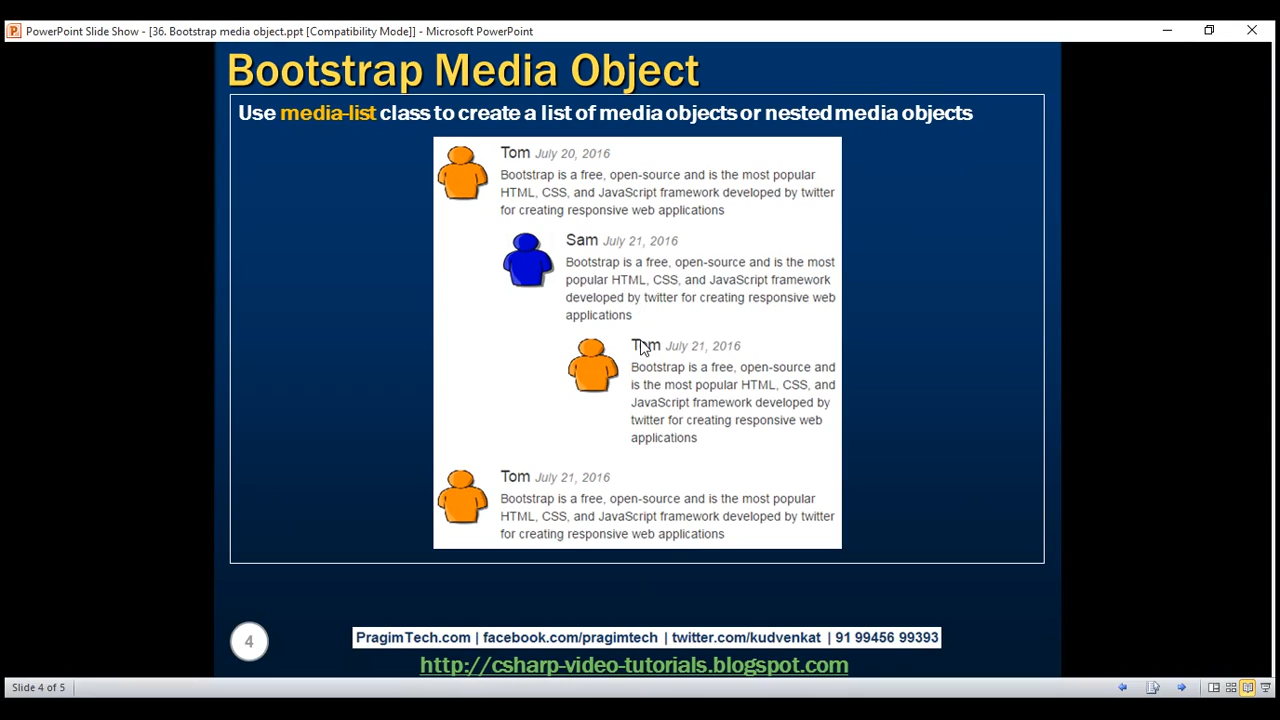 PowerPoint Slide Show - [36. Bootstrap media object.ppt [Compatibility Mode]] - Microsoft PowerPoint
Bootstrap Media Object
Use media-list class to create a list of media objects or nested media objects
Tom July 20, 2016
Bootstrap is a free, open-source and is the most popular
HTML, CSS, and JavaScript framework developed by twitter
for creating responsive web applications
Sam July 21, 2016
Bootstrap is a free, open-source and is the most
popular HTML, CSS, and JavaScript framework
developed by twitter for creating responsive web
applications
Tom July 21, 2016
Bootstrap is a free, open-source and
is the most popular HTML, CSS, and
JavaScript framework developed by
twitter for creating responsive web
applications
Tom July 21, 2016
Bootstrap is a free, open-source and is the most popular
HTML, CSS, and JavaScript framework developed by twitter
for creating responsive web applications
4
PragimTech.com | facebook.com/pragimtech | twitter.com/kudvenkat | 91 99456 99393
http://csharp-video-tutorials.blogspot.com
Slide 4 of 5